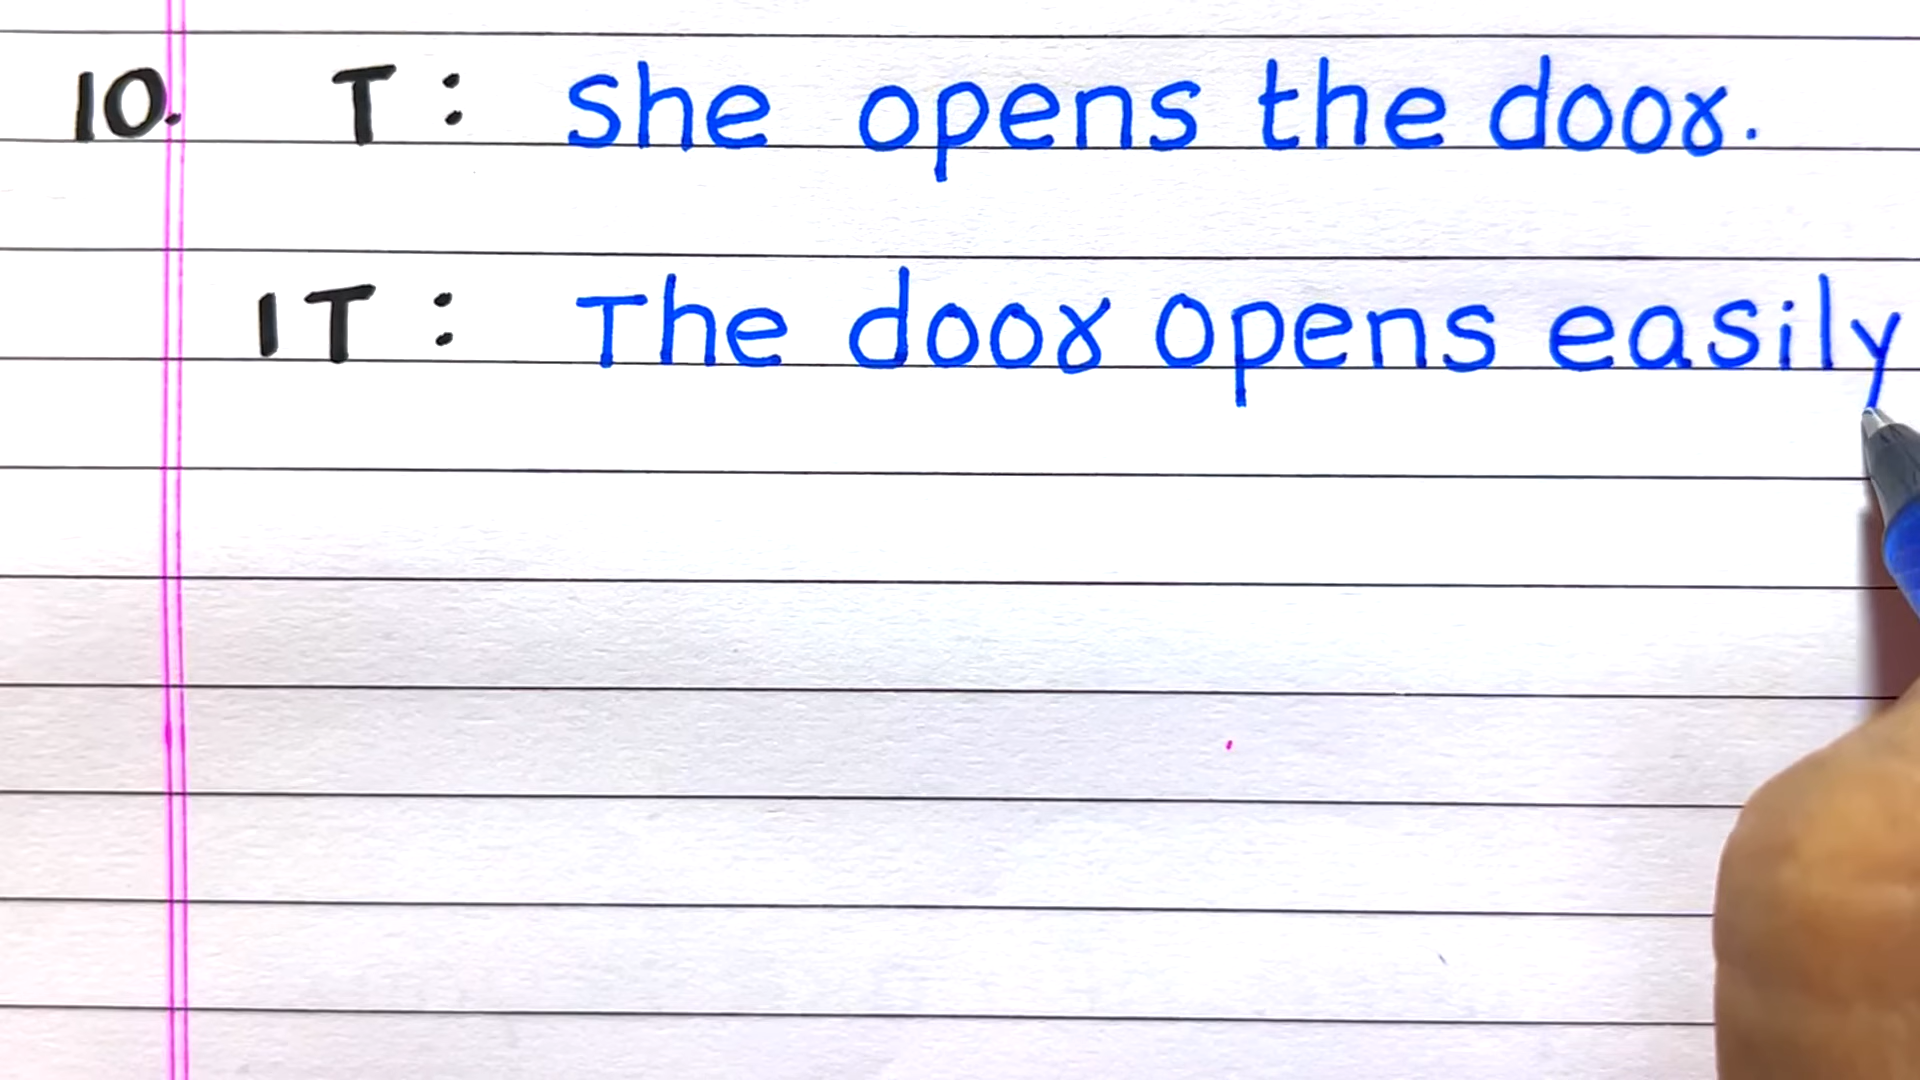 10. T : She opens the door.
IT : The door opens easily